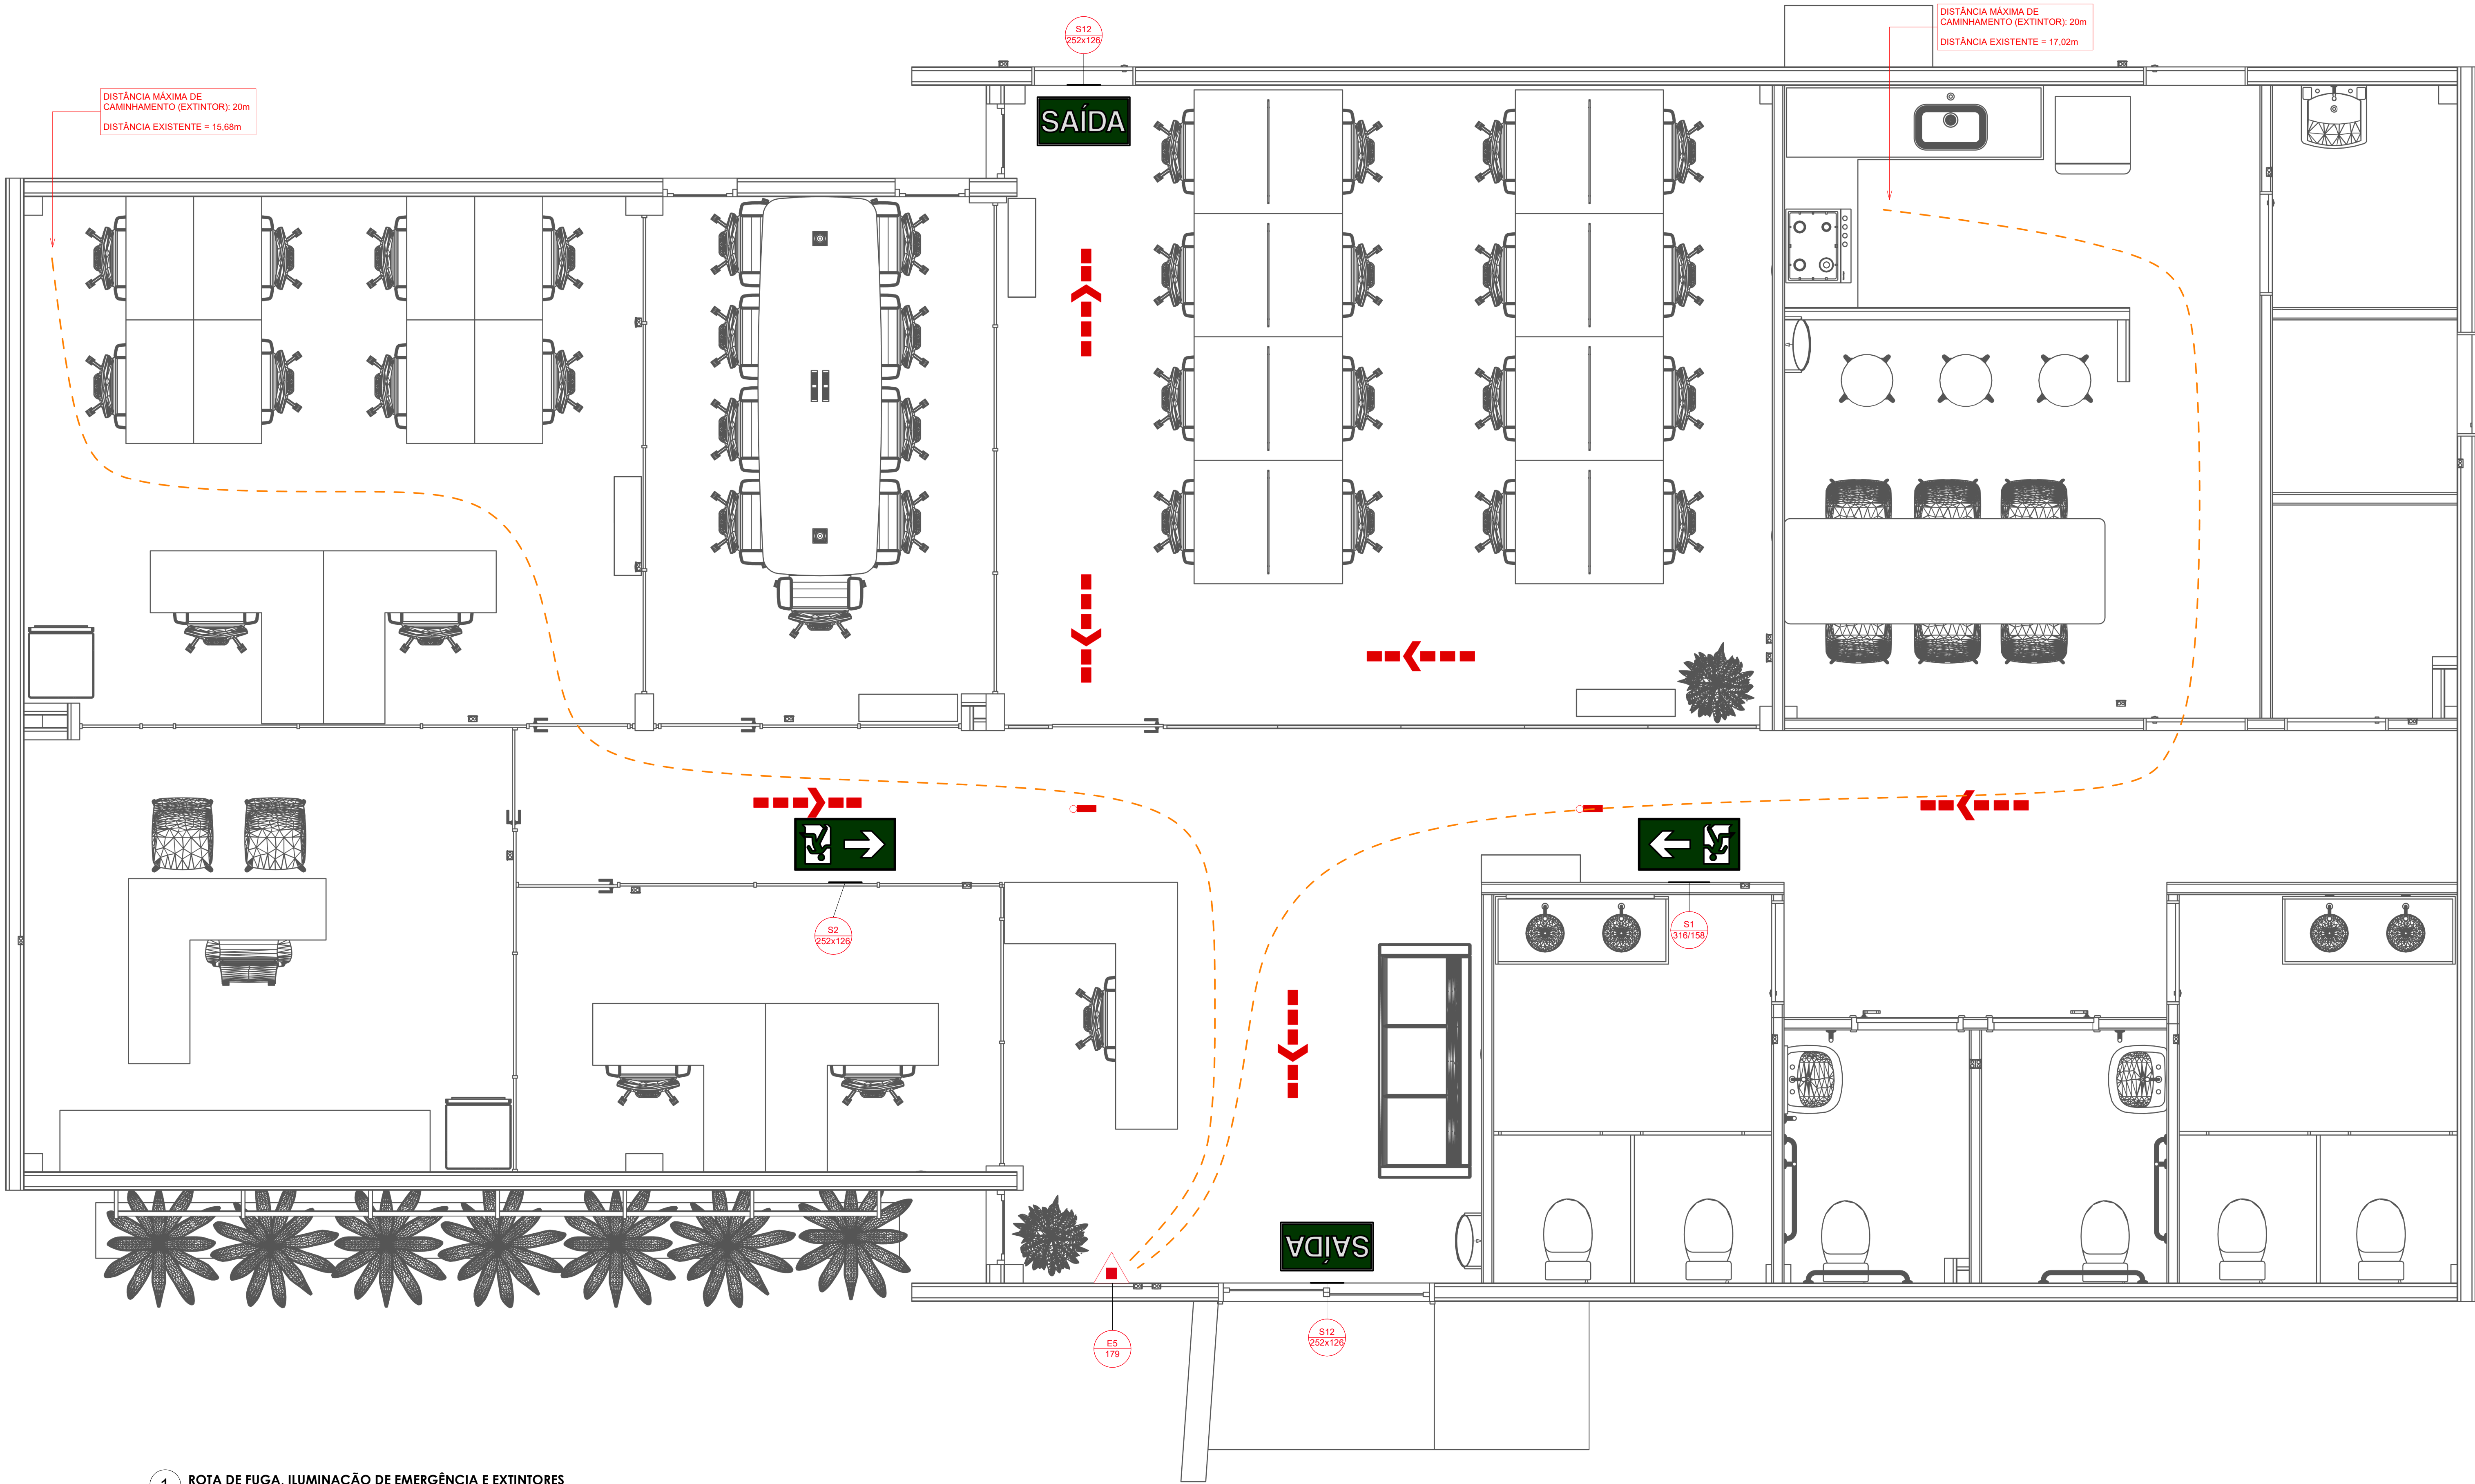 S12
252x126
DISTÂNCIA MÁXIMA DE
CAMINHAMENTO (EXTINTOR): 20m
DISTÂNCIA EXISTENTE = 17,02m
DISTÂNCIA MÁXIMA DE
CAMINHAMENTO (EXTINTOR): 20m
DISTÂNCIA EXISTENTE = 15,68m
SAÍDA
S2
252x126
S1
316/158
SAÍDA
E5
179
S12
252x126
1
ROTA DE FUGA, ILUMINAÇÃO DE EMERGÊNCIA E EXTINTORES